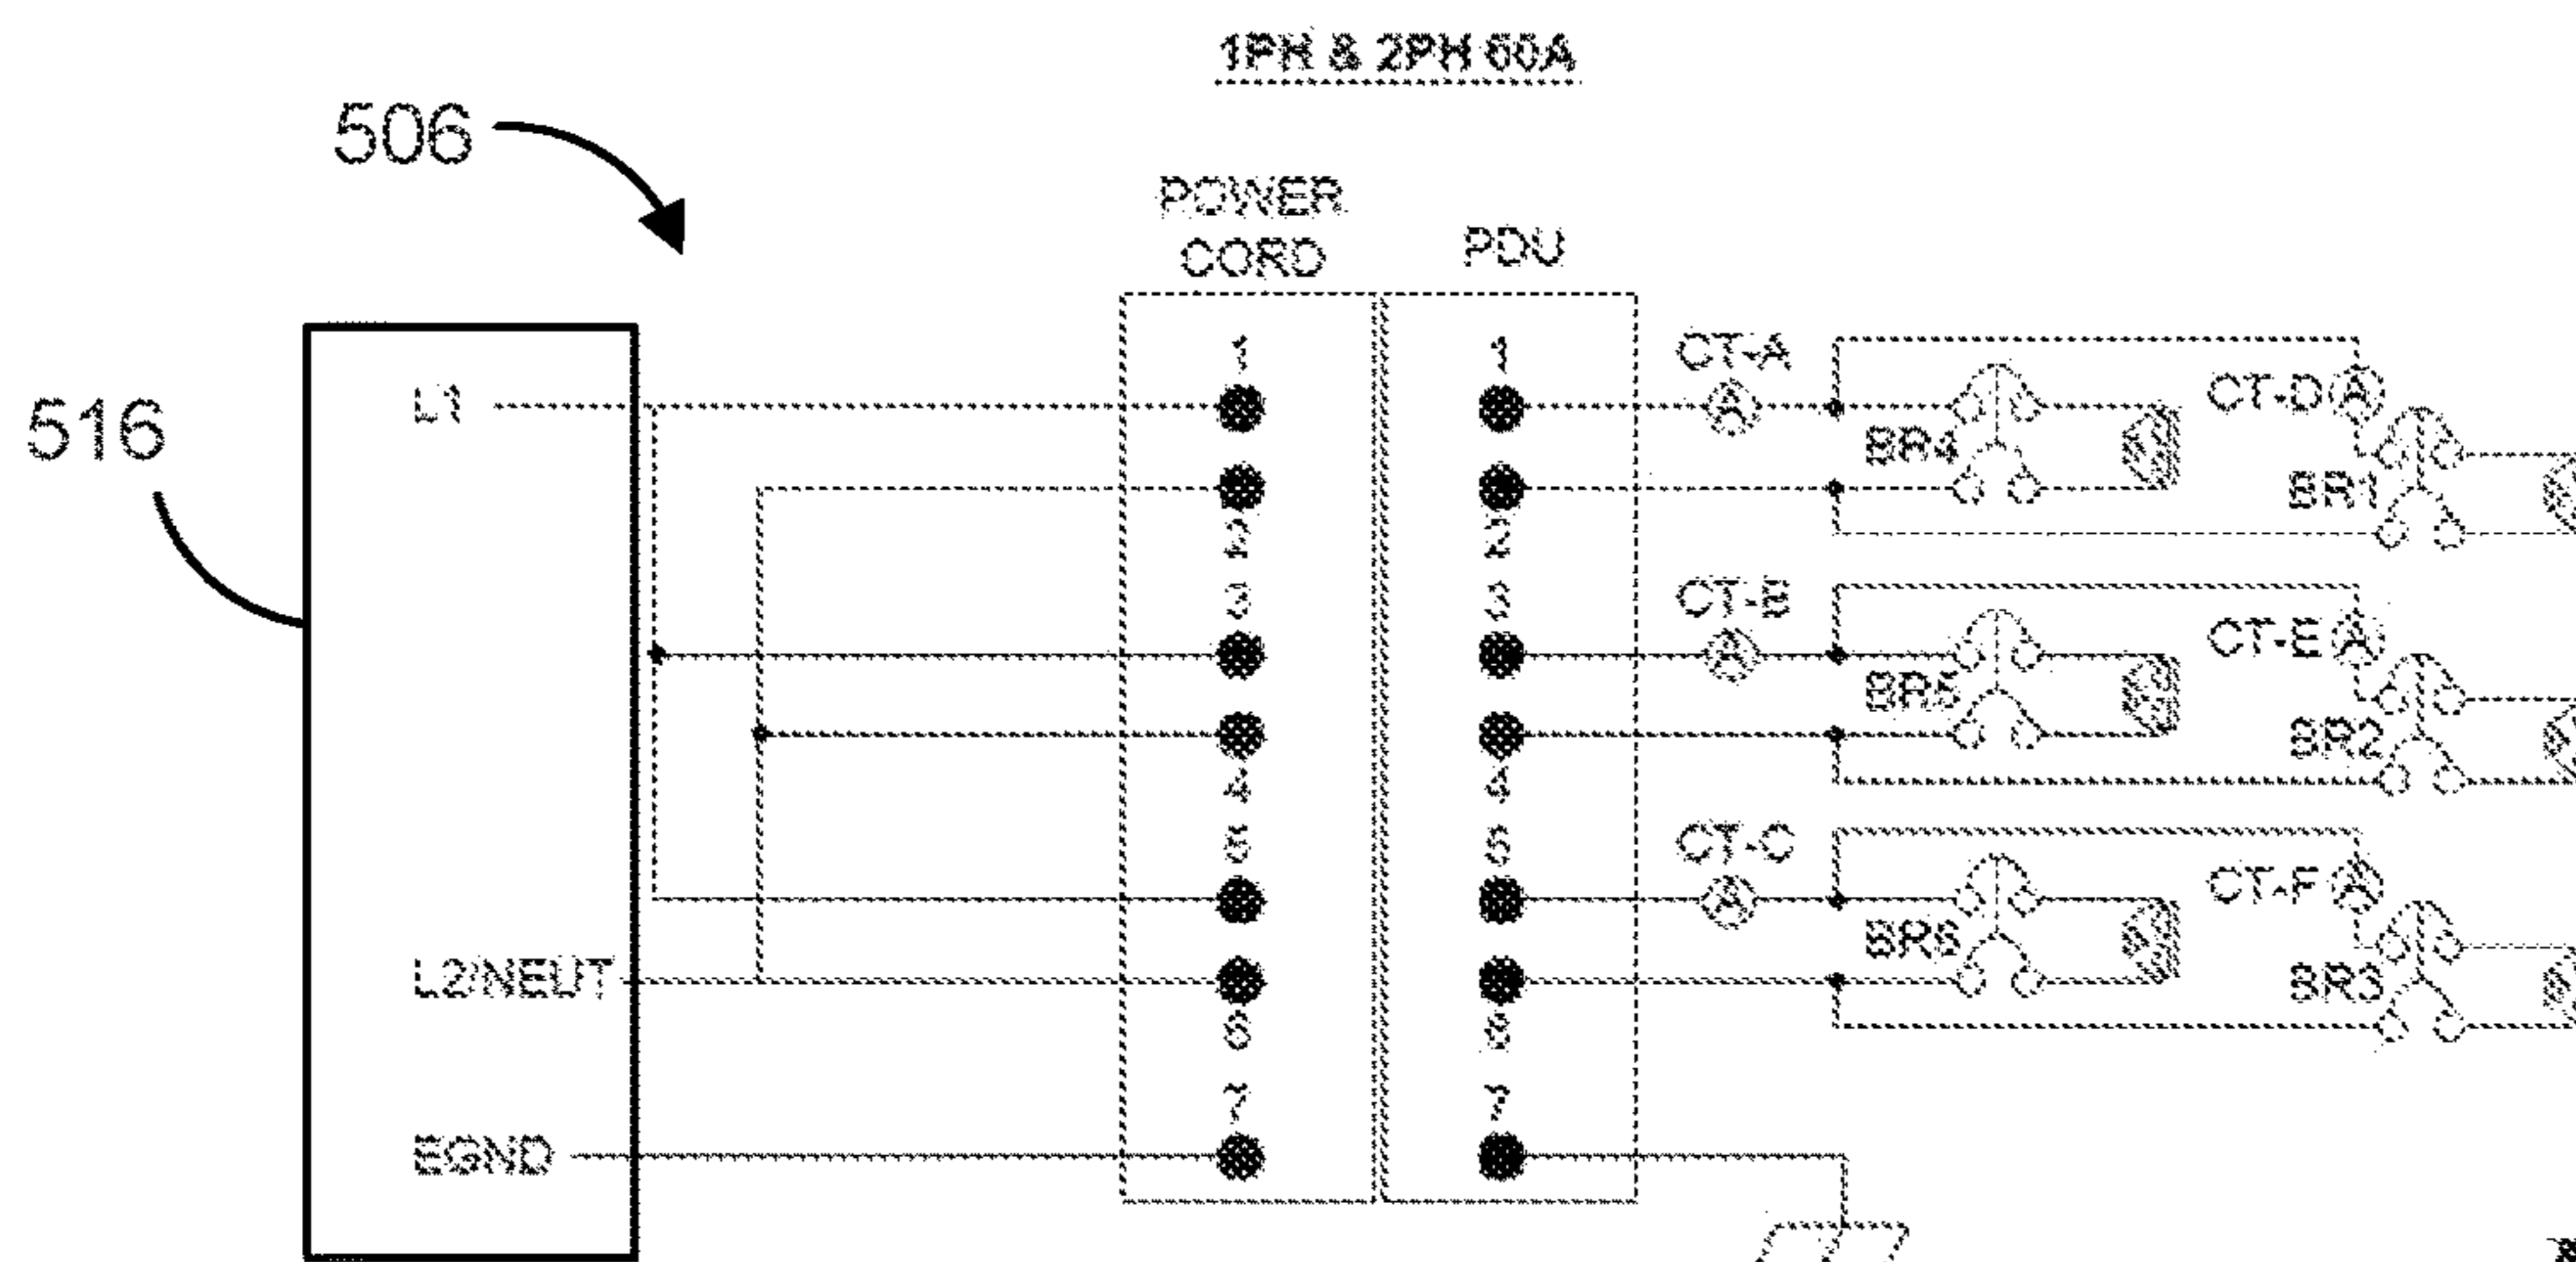 1PH & 2PH 60A
506
POWER
CORD
PDU
516
L1
L2/NEUT
EGND
1
2
3
4
5
6
7
1
2
3
4
5
6
7
CT-A
A
BR4
CT-D A
BR1
CT-B
A
BR5
CT-E A
BR2
CT-C
A
BR6
CT-F A
BR3